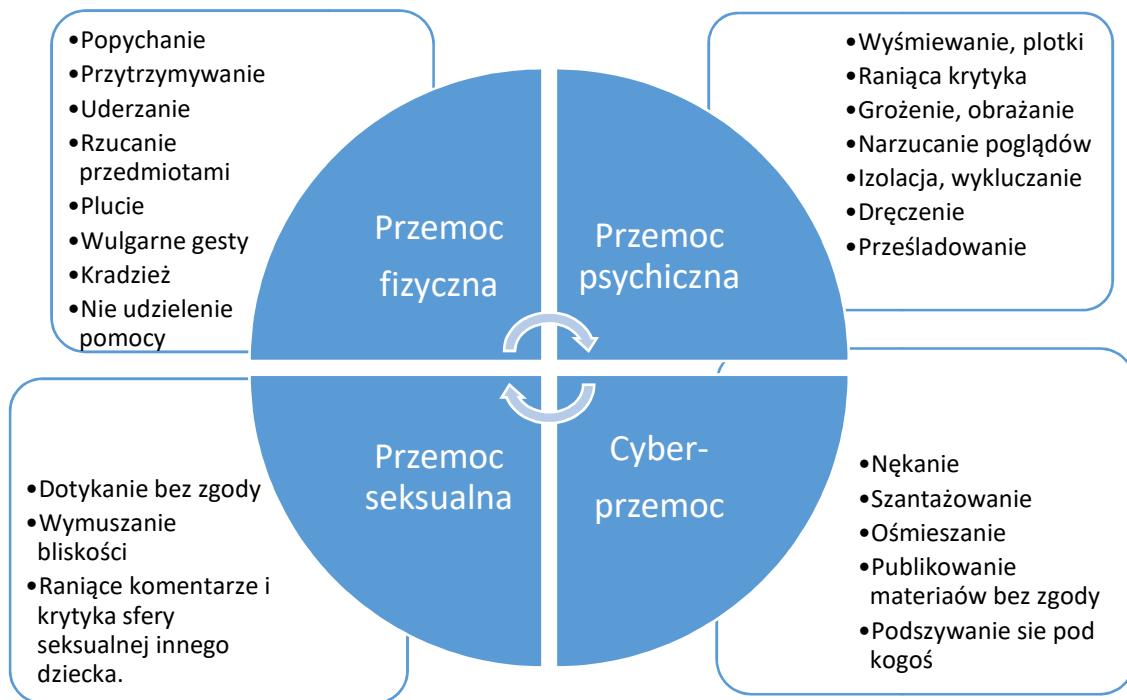 •Popychanie
•Przytrzymywanie
•Uderzanie
•Rzucanie
przedmiotami
•Plucie
•Wulgarne gesty
•Kradzież
•Nie udzielenie
pomocy
Przemoc
fizyczna
•Wyśmiewanie, plotki
•Raniąca krytyka
•Grożenie, obrażanie
•Narzucanie poglądów
•Izolacja, wykluczanie
•Dręczenie
•Prześladowanie
Przemoc
psychiczna
•Dotykanie bez zgody
•Wymuszanie
bliskości
•Raniące komentarze i
krytyka sfery
seksualnej innego
dziecka.
Przemoc
seksualna
Cyber-
przemoc
•Nękanie
•Szantażowanie
•Ośmieszanie
•Publikowanie
materiaów bez zgody
•Podszywanie sie pod
kogoś